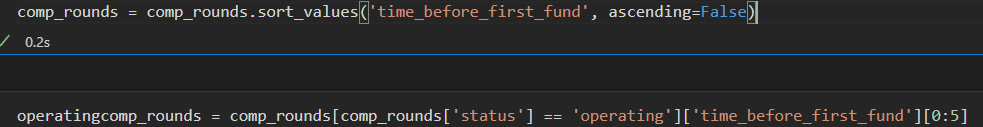 comp_rounds = comp_rounds.sort_values('time_before_first_fund', ascending=False)
✓ 0.2s
operatingcomp_rounds = comp_rounds[comp_rounds['status'] == 'operating']['time_before_first_fund'][0:5]